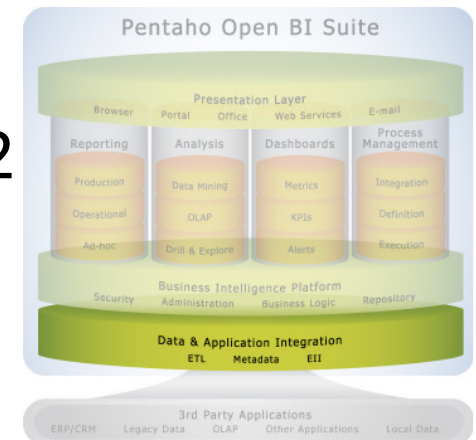 Pentaho Open BI Suite
2
Presentation Layer
Browser Portal Office Web Services E-mail
Reporting Analysis Dashboards Process Management
Production Data Mining Metrics Integration
Operational OLAP KPIs Definition
Ad-hoc Drill & Explore Alerts Execution
Business Intelligence Platform
Security Administration Business Logic Repository
Data & Application Integration
ETL Metadata EII
3rd Party Applications
ERP/CRM Legacy Data OLAP Other Applications Local Data